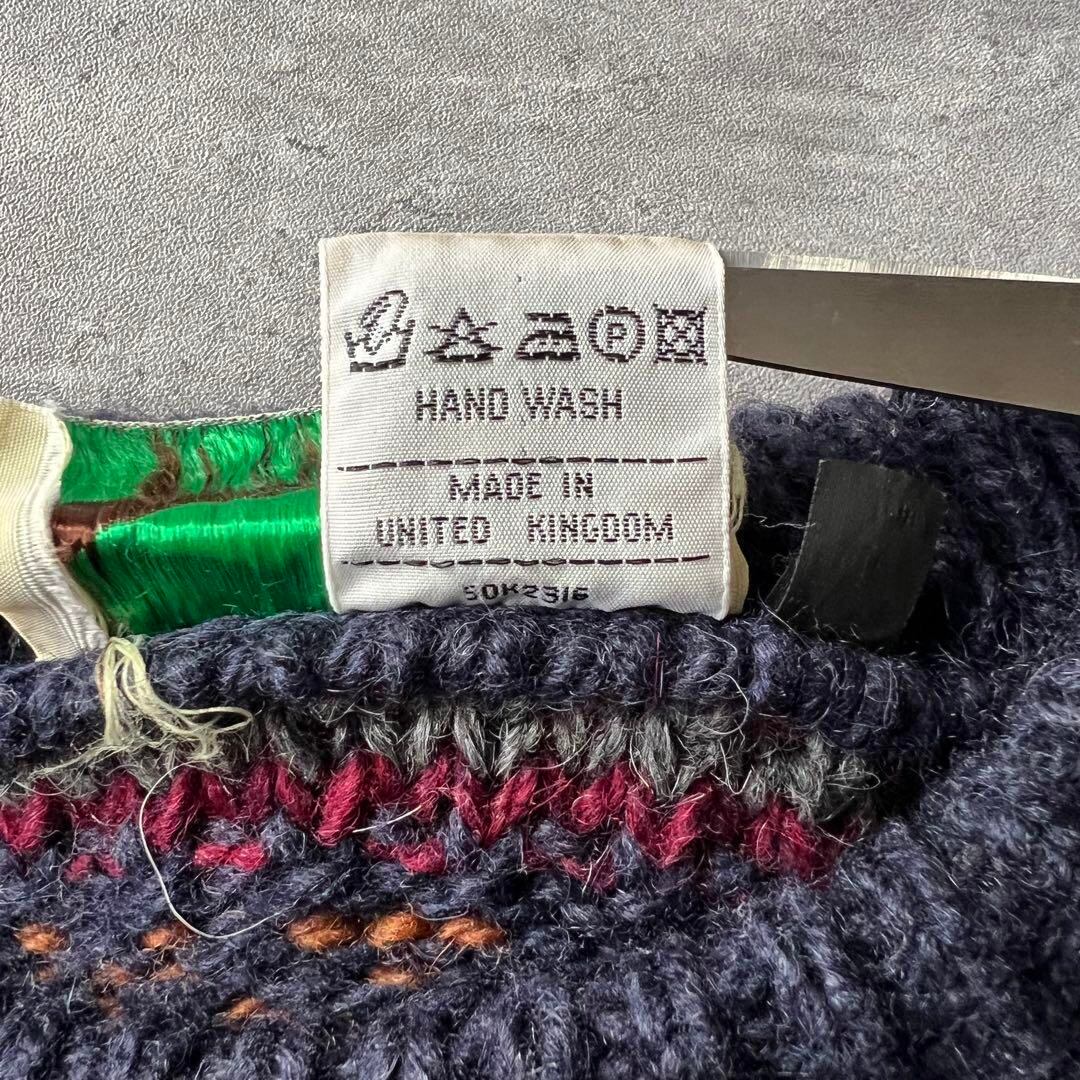 P
HAND WASH
MADE IN
UNITED KINGDOM
SOK2316